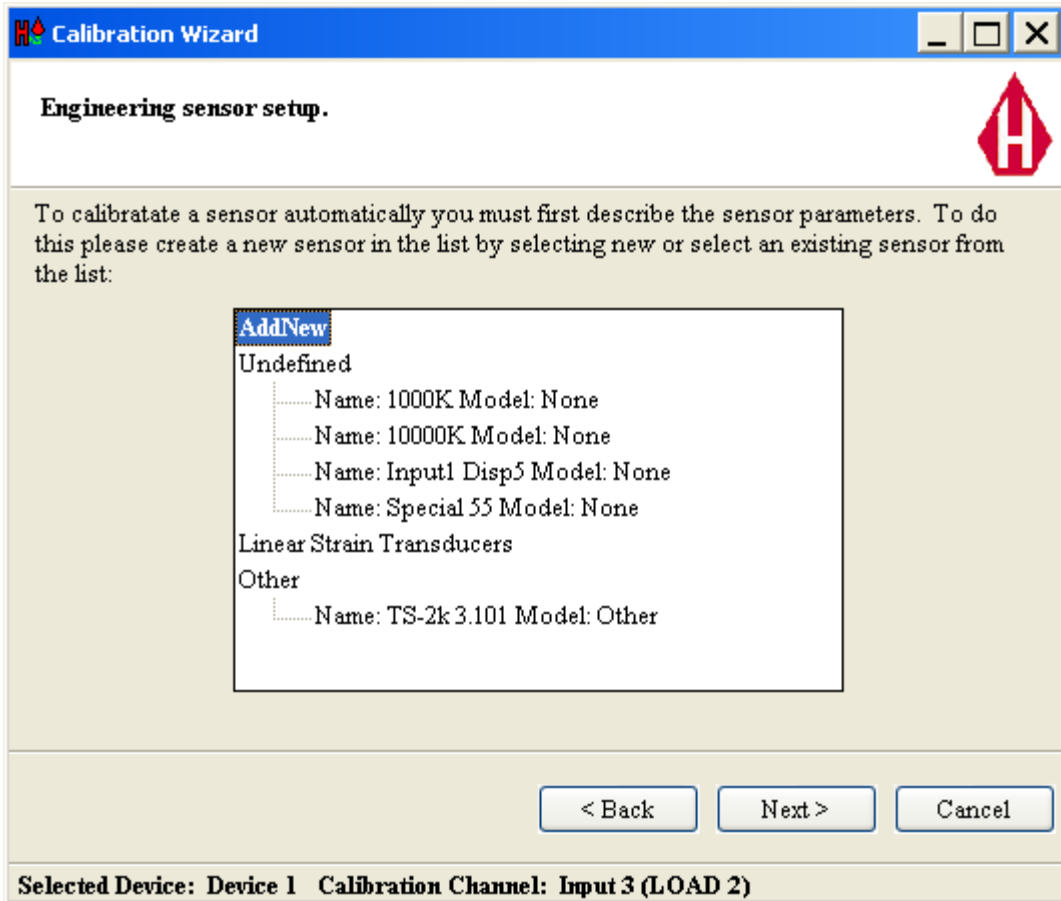 Calibration Wizard
Engineering sensor setup.
To calibratate a sensor automatically you must first describe the sensor parameters. To do
this please create a new sensor in the list by selecting new or select an existing sensor from
the list:
AddNew
Undefined
Name: 1000K Model: None
Name: 10000K Model: None
Name: Input1 Disp5 Model: None
Name: Special 55 Model: None
Linear Strain Transducers
Other
Name: TS-2k 3.101 Model: Other
< Back Next > Cancel
Selected Device: Device 1 Calibration Channel: Input 3 (LOAD 2)